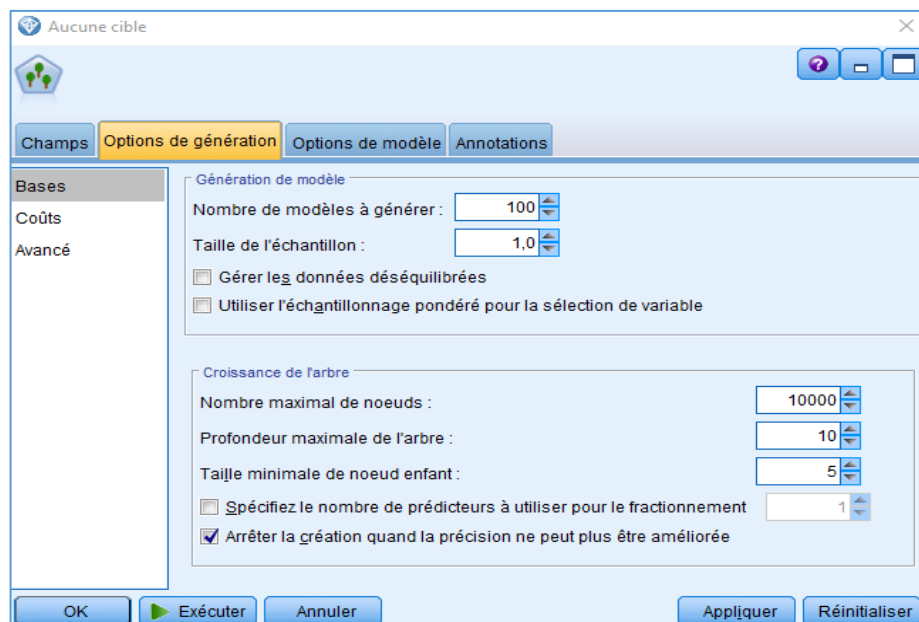 Aucune cible
Champs
Options de génération
Options de modèle
Annotations
Bases
Coûts
Avancé
Génération de modèle
Nombre de modèles à générer : 100
Taille de l'échantillon : 1,0
Gérer les données déséquilibrées
Utiliser l'échantillonnage pondéré pour la sélection de variable
Croissance de l'arbre
Nombre maximal de noeuds : 10000
Profondeur maximale de l'arbre : 10
Taille minimale de noeud enfant : 5
Spécifiez le nombre de prédicteurs à utiliser pour le fractionnement 1
Arrêter la création quand la précision ne peut plus être améliorée
OK
Exécuter
Annuler
Appliquer
Réinitialiser